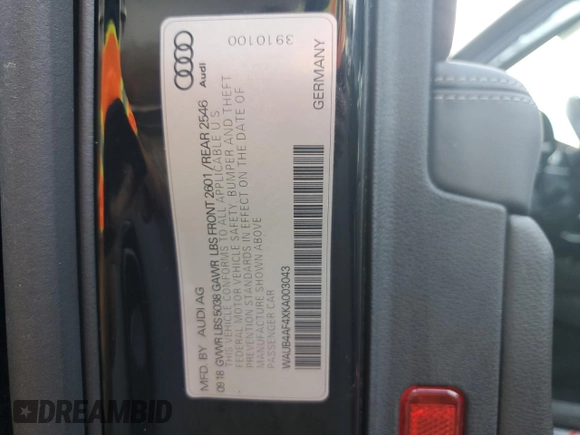 Audi
3910100
MFD. BY AUDI AG
09 18 GVWR LBS 5038 GAWR LBS FRONT 2601 / REAR 2546
THIS VEHICLE CONFORMS TO ALL APPLICABLE U S
FEDERAL MOTOR VEHICLE SAFETY, BUMPER AND THEFT
PREVENTION STANDARDS IN EFFECT ON THE DATE OF
MANUFACTURE SHOWN ABOVE
PASSENGER CAR
WAUB4AF4XKA003043
GERMANY
DREAMBID